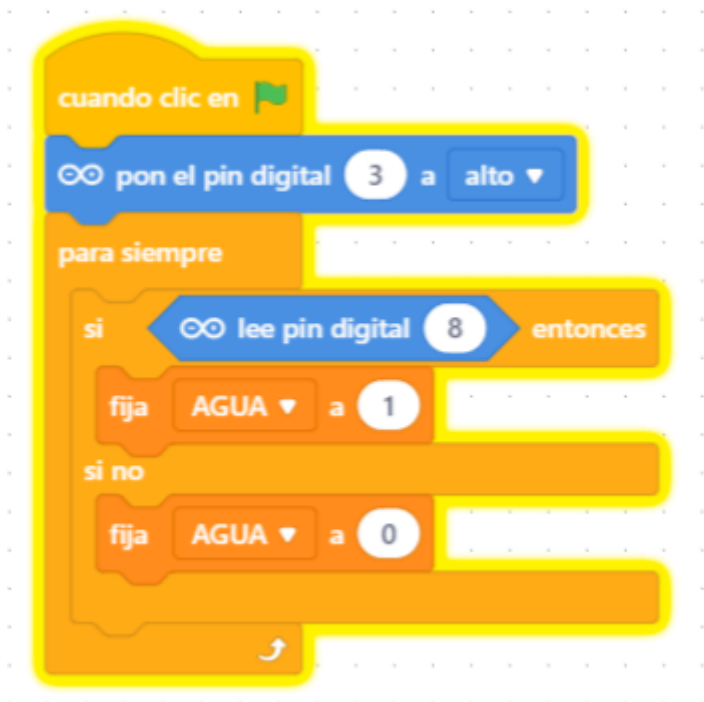 cuando clic en
pon el pin digital 3 a alto
para siempre
si lee pin digital 8 entonces
fija AGUA a 1
si no
fija AGUA a 0